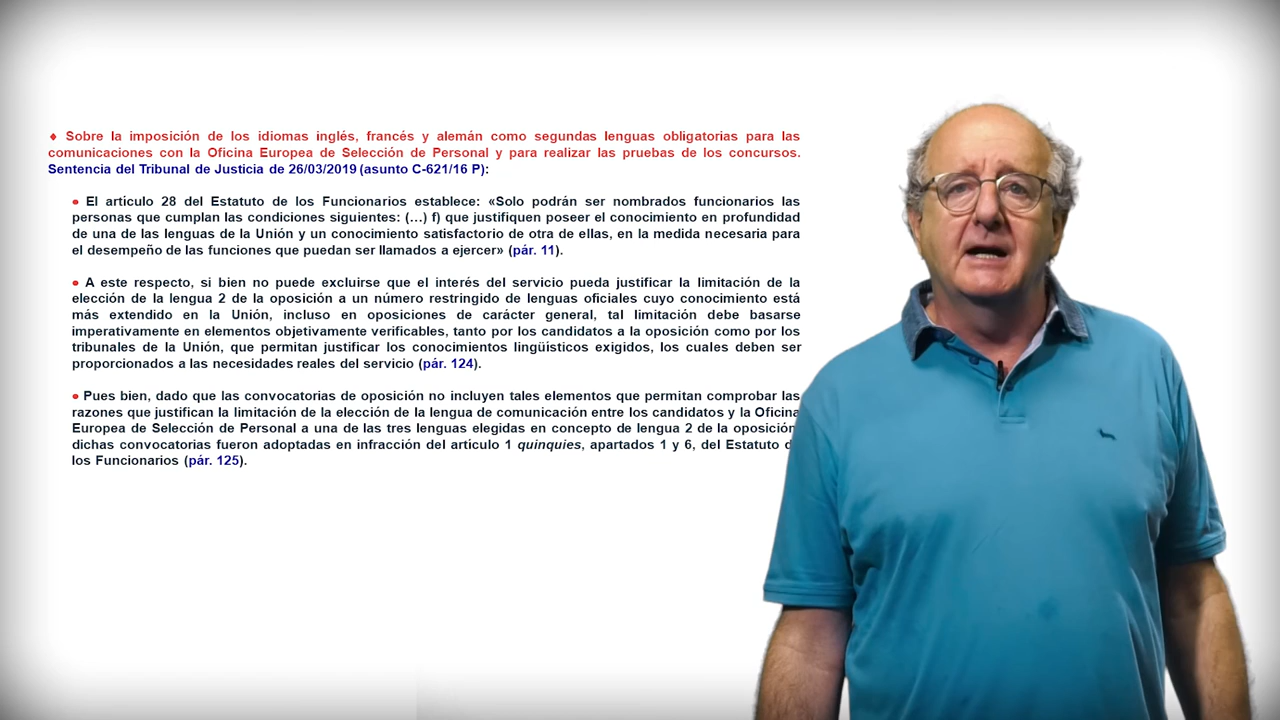 ♦ Sobre la imposición de los idiomas inglés, francés y alemán como segundas lenguas obligatorias para las
comunicaciones con la Oficina Europea de Selección de Personal y para realizar las pruebas de los concursos.
Sentencia del Tribunal de Justicia de 26/03/2019 (asunto C-621/16 P):
● El articulo 28 del Estatuto de los Funcionarios establece: «Solo podrán ser nombrados funcionarios las
personas que cumplan las condiciones siguientes: (…) f) que justifiquen poseer el conocimiento en profundidad
de una de las lenguas de la Unión y un conocimiento satisfactorio de otra de ellas, en la medida necesaria para
el desempeño de las funciones que puedan ser llamados a ejercer» (pár. 11).
● A este respecto, si bien no puede excluirse que el interés del servicio pueda justificar la limitación de la
elección de la lengua 2 de la oposición a un número restringido de lenguas oficiales cuyo conocimiento está
más extendido en la Unión, incluso en oposiciones de carácter general, tal limitación debe basarse
imperativamente en elementos objetivamente verificables, tanto por los candidatos a la oposición como por los
tribunales de la Unión, que permitan justificar los conocimientos lingüisticos exigidos, los cuales deben ser
proporcionados a las necesidades reales del servicio (pár. 124).
● Pues bien, dado que las convocatorias de oposición no incluyen tales elementos que permitan comprobar las
razones que justifican la limitación de la elección de la lengua de comunicación entre los candidatos y la Oficina
Europea de Selección de Personal a una de las tres lenguas elegidas en concepto de lengua 2 de la oposición
dichas convocatorias fueron adoptadas en infracción del articulo 1 quinquies, apartados 1 y 6, del Estatuto
los Funcionarios (pár. 125).